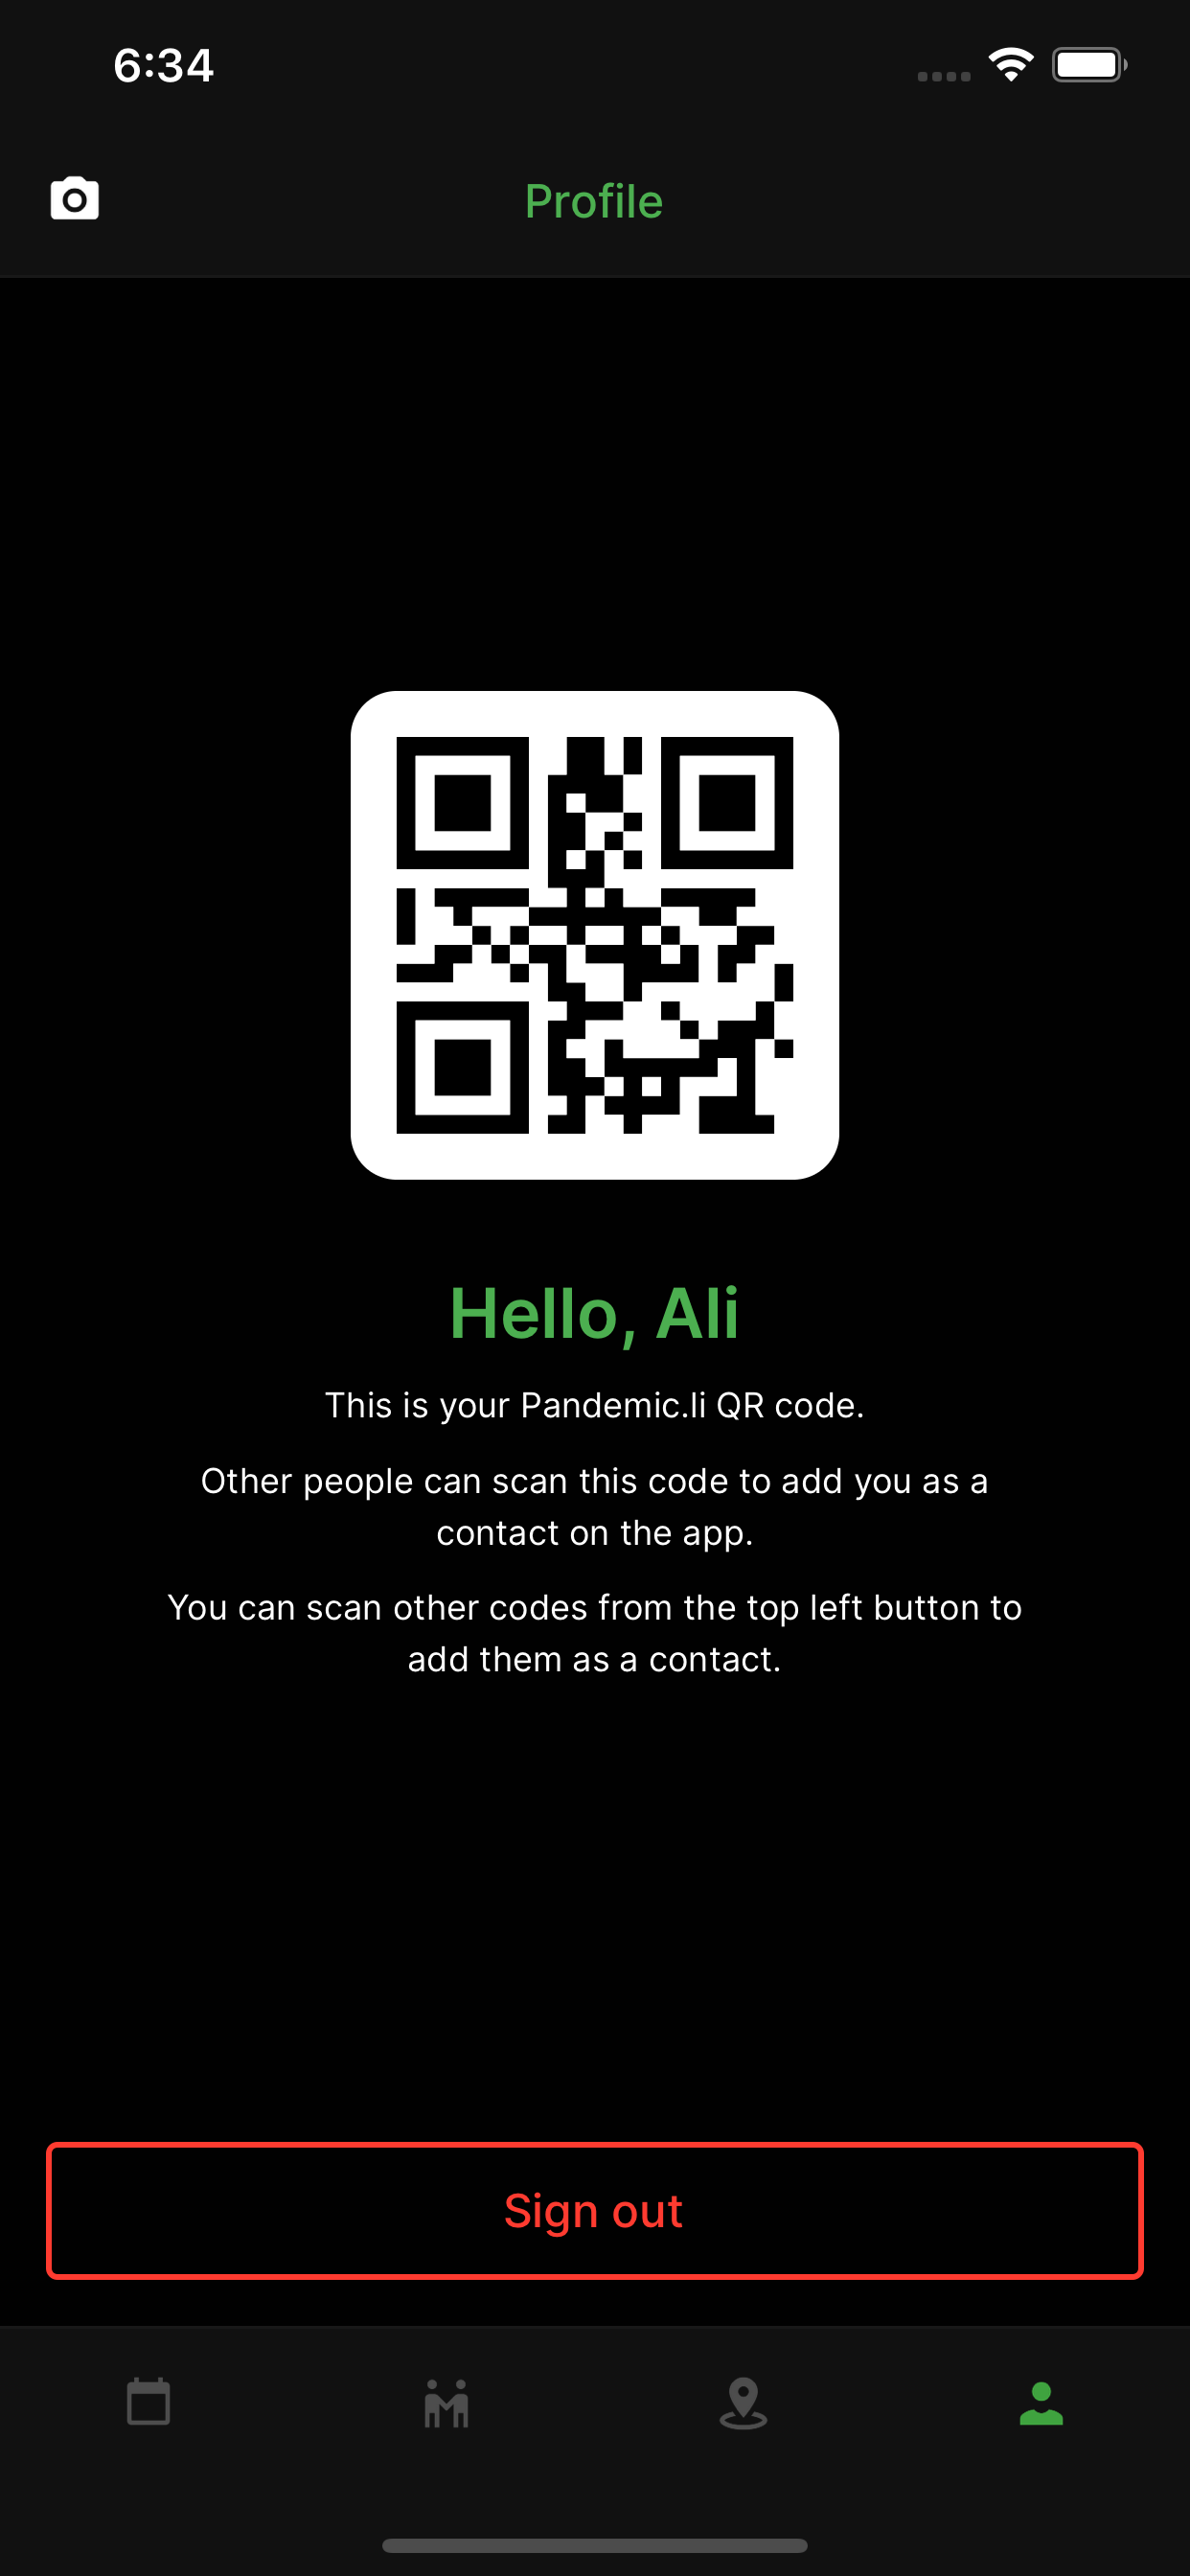 6:34
Profile
Hello, Ali
This is your Pandemic.li QR code.
Other people can scan this code to add you as a
contact on the app.
You can scan other codes from the top left button to
add them as a contact.
Sign out